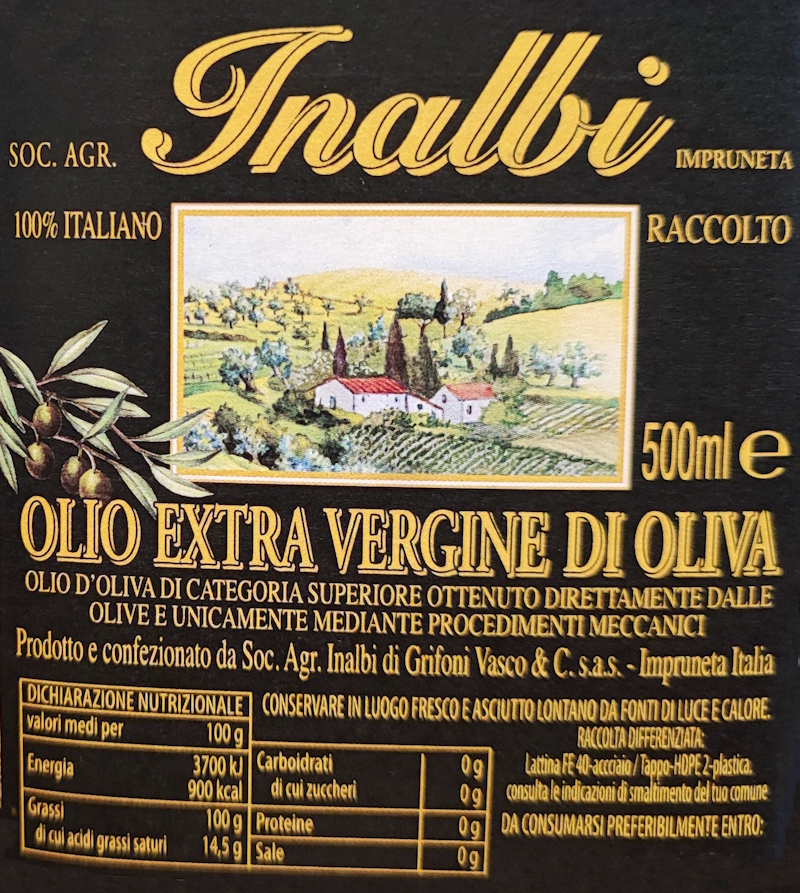 Inalbi
SOC. AGR.
IMPRUNETA
100% ITALIANO
RACCOLTO
500ml e
OLIO EXTRA VERGINE DI OLIVA
OLIO D'OLIVA DI CATEGORIA SUPERIORE OTTENUTO DIRETTAMENTE DALLE
OLIVE E UNICAMENTE MEDIANTE PROCEDIMENTI MECCANICI
Prodotto e confezionato da Soc. Agr. Inalbi di Grifoni Vasco & C. s.a.s. - Impruneta Italia
DICHIARAZIONE NUTRIZIONALE
valori medi per 100 g
Energia 3700 kJ
900 kcal
Grassi 100 g
di cui acidi grassi saturi 14,5 g
Carboidrati 0 g
di cui zuccheri 0 g
Proteine 0 g
Sale 0 g
CONSERVARE IN LUOGO FRESCO E ASCIUTTO LONTANO DA FONTI DI LUCE E CALORE.
RACCOLTA DIFFERENZIATA:
Lattina FE 40-accciaio / Tappo-HDPE 2-plastica.
consulta le indicazioni di smaltimento del tuo comune
DA CONSUMARSI PREFERIBILMENTE ENTRO: